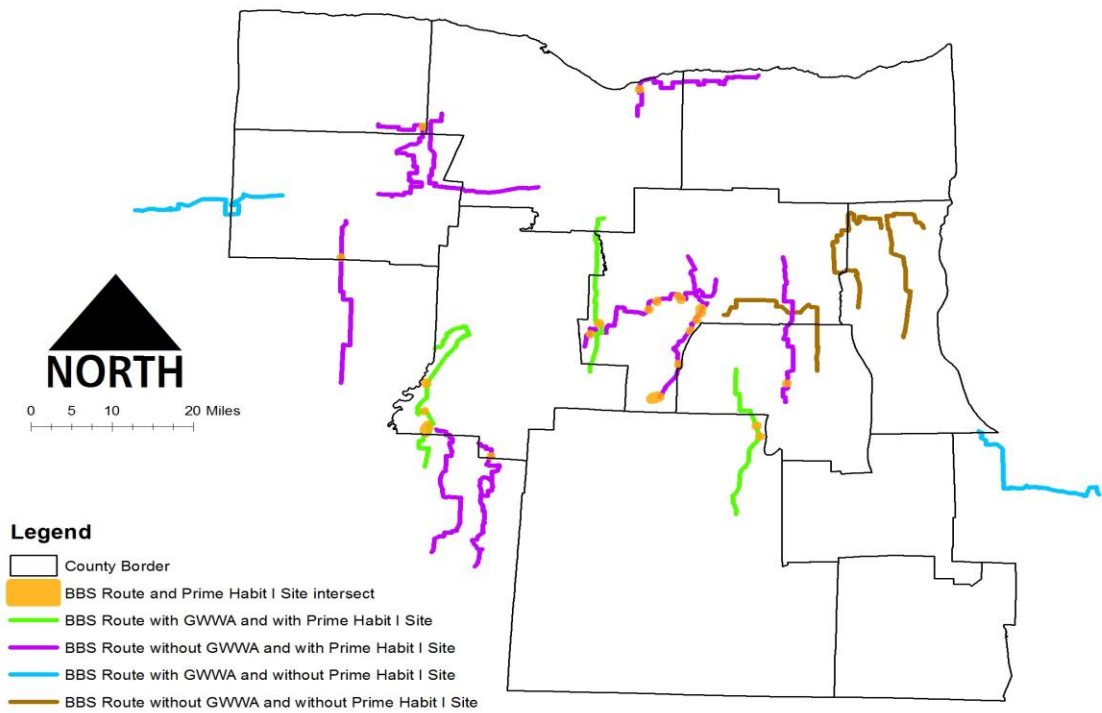 NORTH
0 5 10 20 Miles
Legend
County Border
BBS Route and Prime Habit I Site intersect
BBS Route with GWWA and with Prime Habit I Site
BBS Route without GWWA and with Prime Habit I Site
BBS Route with GWWA and without Prime Habit I Site
BBS Route without GWWA and without Prime Habit I Site